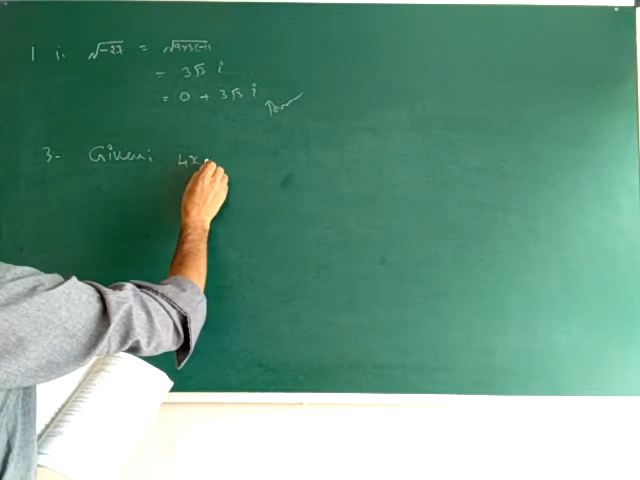 1 i. √-27 = √9×3(-1)
= 3√3 i
= 0 + 3√3 i
3. Given: 4x